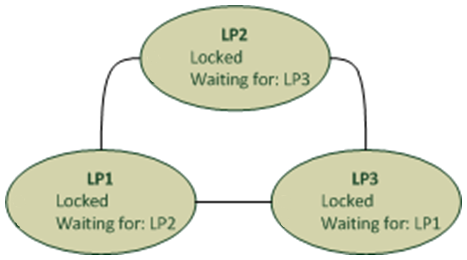 LP2
Locked
Waiting for: LP3
LP1
Locked
Waiting for: LP2
LP3
Locked
Waiting for: LP1